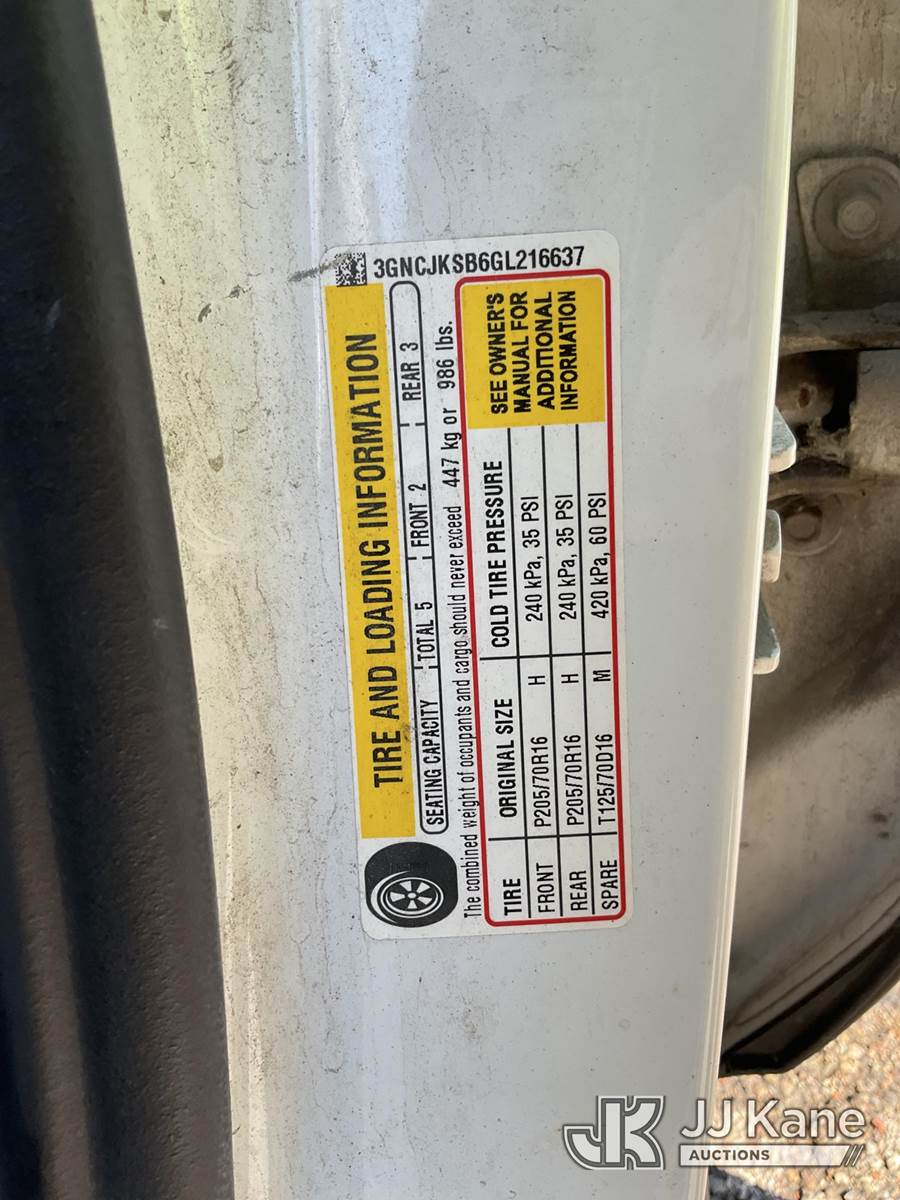 3GNCJKSB6GL216637
TIRE AND LOADING INFORMATION
SEATING CAPACITY TOTAL 5 FRONT 2 REAR 3
The combined weight of occupants and cargo should never exceed 447 kg or 986 lbs.
TIRE ORIGINAL SIZE COLD TIRE PRESSURE
FRONT P205/70R16 H 240 kPa, 35 PSI
REAR P205/70R16 H 240 kPa, 35 PSI
SPARE T125/70D16 M 420 kPa, 60 PSI
SEE OWNER'S
MANUAL FOR
ADDITIONAL
INFORMATION
JK JJ Kane
AUCTIONS